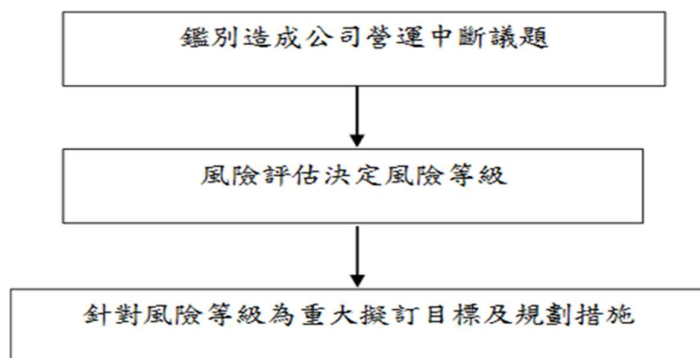 鑑別造成公司營運中斷議題
風險評估決定風險等級
針對風險等級為重大擬訂目標及規劃措施